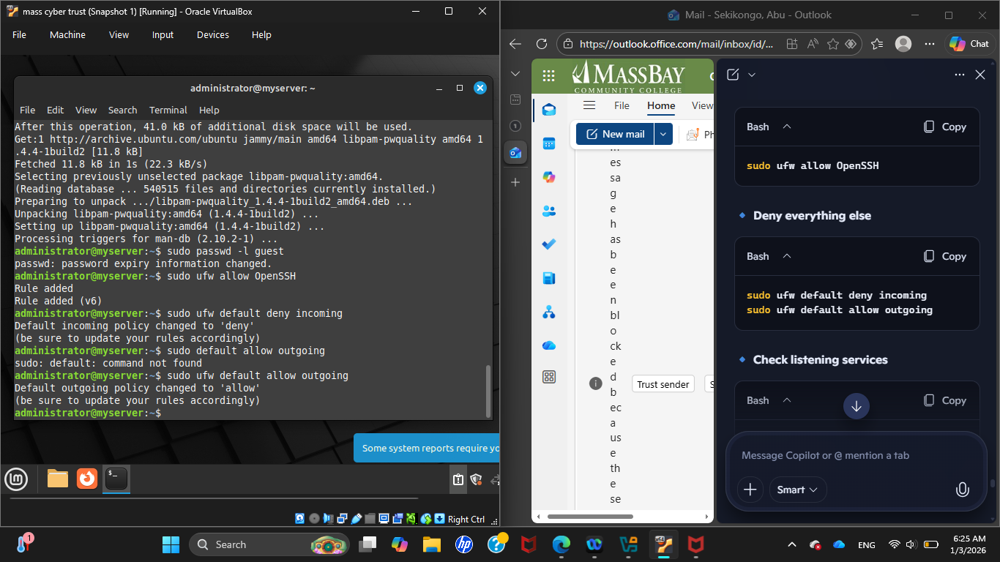 mass cyber trust (Snapshot 1) [Running] - Oracle VirtualBox
File Machine View Input Devices Help
administrator@myserver: ~
File Edit View Search Terminal Help
After this operation, 41.0 kB of additional disk space will be used.
Get:1 http://archive.ubuntu.com/ubuntu jammy/main amd64 libpam-pwquality amd64 1
.4.4-1build2 [11.8 kB]
Fetched 11.8 kB in 1s (22.3 kB/s)
Selecting previously unselected package libpam-pwquality:amd64.
(Reading database ... 540515 files and directories currently installed.)
Preparing to unpack .../libpam-pwquality_1.4.4-1build2_amd64.deb ...
Unpacking libpam-pwquality:amd64 (1.4.4-1build2) ...
Setting up libpam-pwquality:amd64 (1.4.4-1build2) ...
Processing triggers for man-db (2.10.2-1) ...
administrator@myserver:~$ sudo passwd -l guest
passwd: password expiry information changed.
administrator@myserver:~$ sudo ufw allow OpenSSH
Rule added
Rule added (v6)
administrator@myserver:~$ sudo ufw default deny incoming
Default incoming policy changed to 'deny'
(be sure to update your rules accordingly)
administrator@myserver:~$ sudo default allow outgoing
sudo: default: command not found
administrator@myserver:~$ sudo ufw default allow outgoing
Default outgoing policy changed to 'allow'
(be sure to update your rules accordingly)
administrator@myserver:~$
Some system reports require yo
Right Ctrl
Mail - Sekikongo, Abu - Outlook
https://outlook.office.com/mail/inbox/id/...
Chat
MASSBAY
COMMUNITY COLLEGE
File Home View
New mail
Ph
es
sa
g
e
h
as
b
e
e
n
bl
o
ck
e
d
b
ec
a
us
e
th
e
se
Trust sender
S
Bash
Copy
sudo ufw allow OpenSSH
Deny everything else
Bash
Copy
sudo ufw default deny incoming
sudo ufw default allow outgoing
Check listening services
Bash
Copy
Message Copilot or @ mention a tab
Smart
1
Search
hp
ENG
6:25 AM
1/3/2026